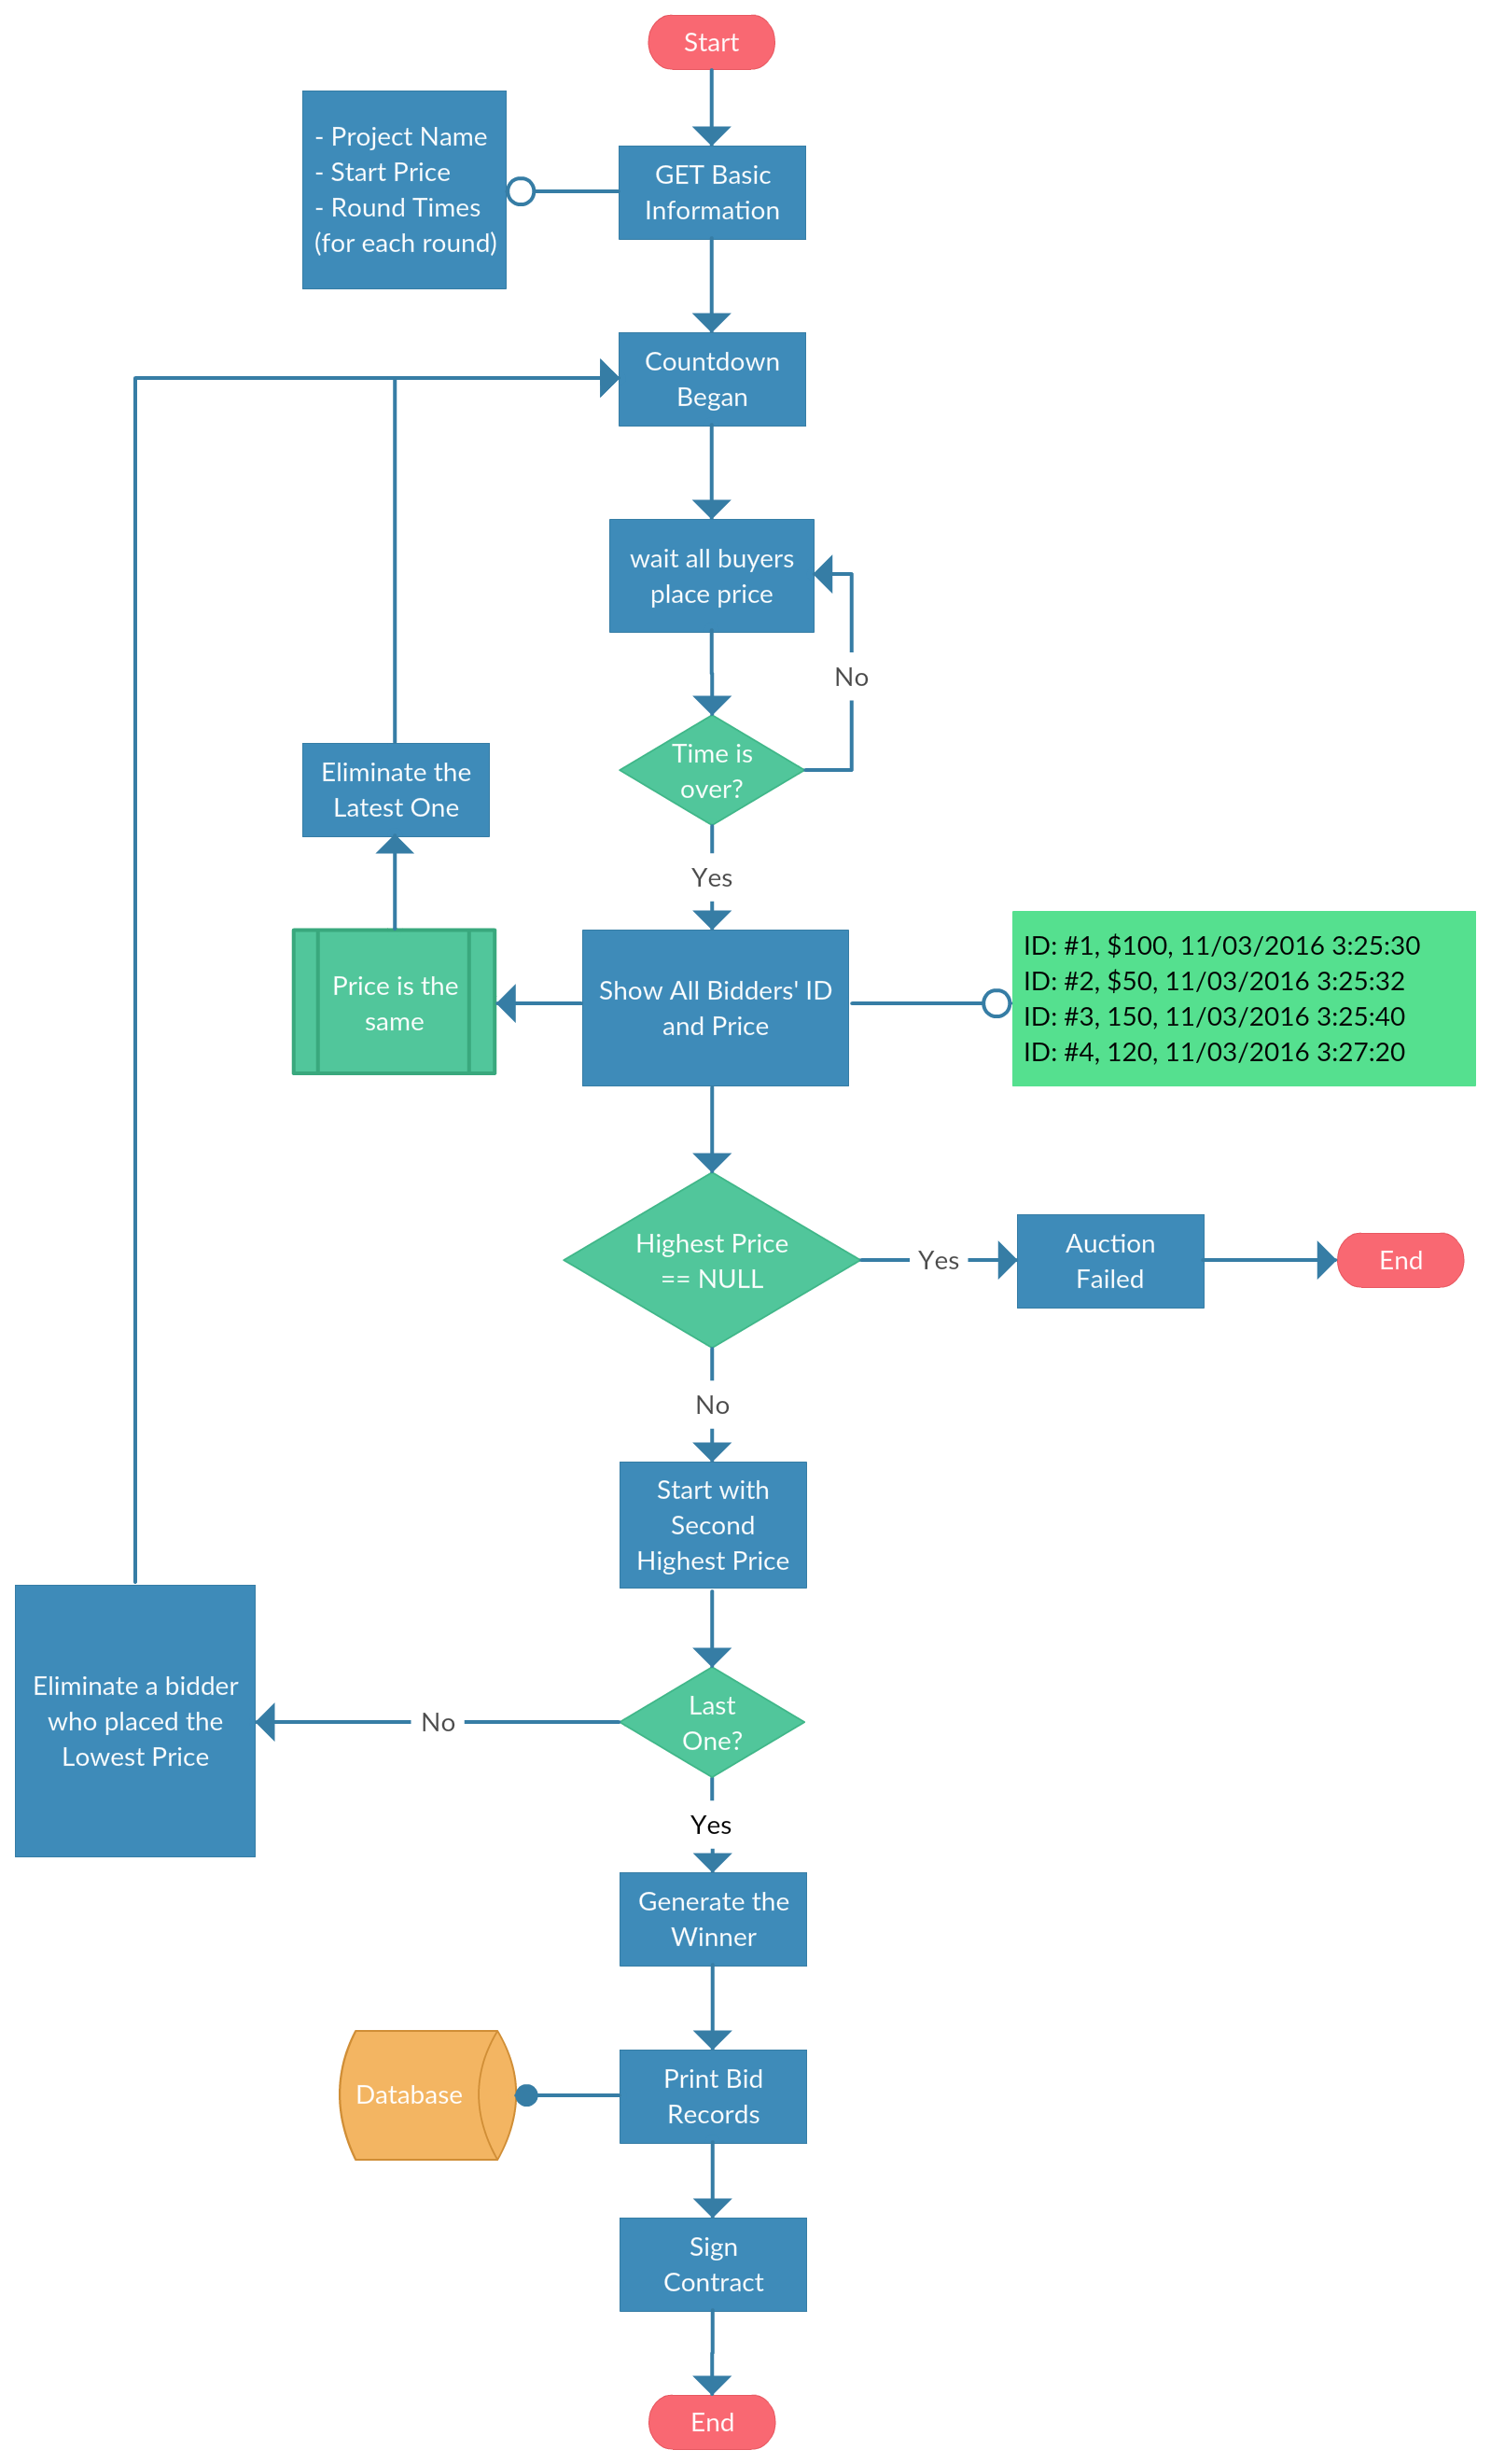 Start
- Project Name
- Start Price
- Round Times
(for each round)
GET Basic
Information
Countdown
Began
wait all buyers
place price
No
Time is
over?
Eliminate the
Latest One
Yes
Price is the
same
Show All Bidders' ID
and Price
ID: #1, $100, 11/03/2016 3:25:30
ID: #2, $50, 11/03/2016 3:25:32
ID: #3, 150, 11/03/2016 3:25:40
ID: #4, 120, 11/03/2016 3:27:20
Highest Price
== NULL
Yes
Auction
Failed
End
No
Start with
Second
Highest Price
Eliminate a bidder
who placed the
Lowest Price
No
Last
One?
Yes
Generate the
Winner
Database
Print Bid
Records
Sign
Contract
End